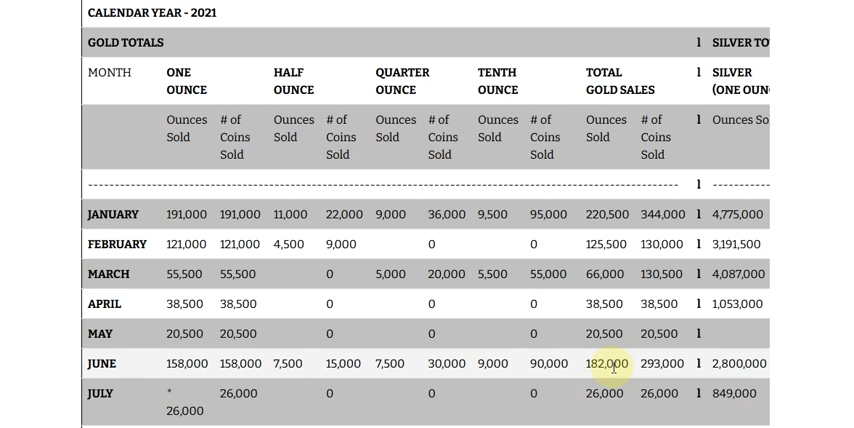 CALENDAR YEAR - 2021
GOLD TOTALS l
MONTH ONE OUNCE HALF OUNCE QUARTER OUNCE TENTH OUNCE TOTAL GOLD SALES l SILVER
Ounces Sold # of Coins Sold Ounces Sold # of Coins Sold Ounces Sold # of Coins Sold Ounces Sold # of Coins Sold Ounces Sold # of Coins Sold l Ounces
-------------------------------------------------------------------------------------------------- l ----------
JANUARY 191,000 191,000 11,000 22,000 9,000 36,000 9,500 95,000 220,500 344,000 l 4,775,000
FEBRUARY 121,000 121,000 4,500 9,000 0 0 125,500 130,000 l 3,191,500
MARCH 55,500 55,500 0 5,000 20,000 5,500 55,000 66,000 130,500 l 4,087,000
APRIL 38,500 38,500 0 0 0 38,500 38,500 l 1,053,000
MAY 20,500 20,500 0 0 0 20,500 20,500 l
JUNE 158,000 158,000 7,500 15,000 7,500 30,000 9,000 90,000 182,000 293,000 l 2,800,000
JULY * 26,000 26,000 0 0 0 26,000 26,000 l 849,000